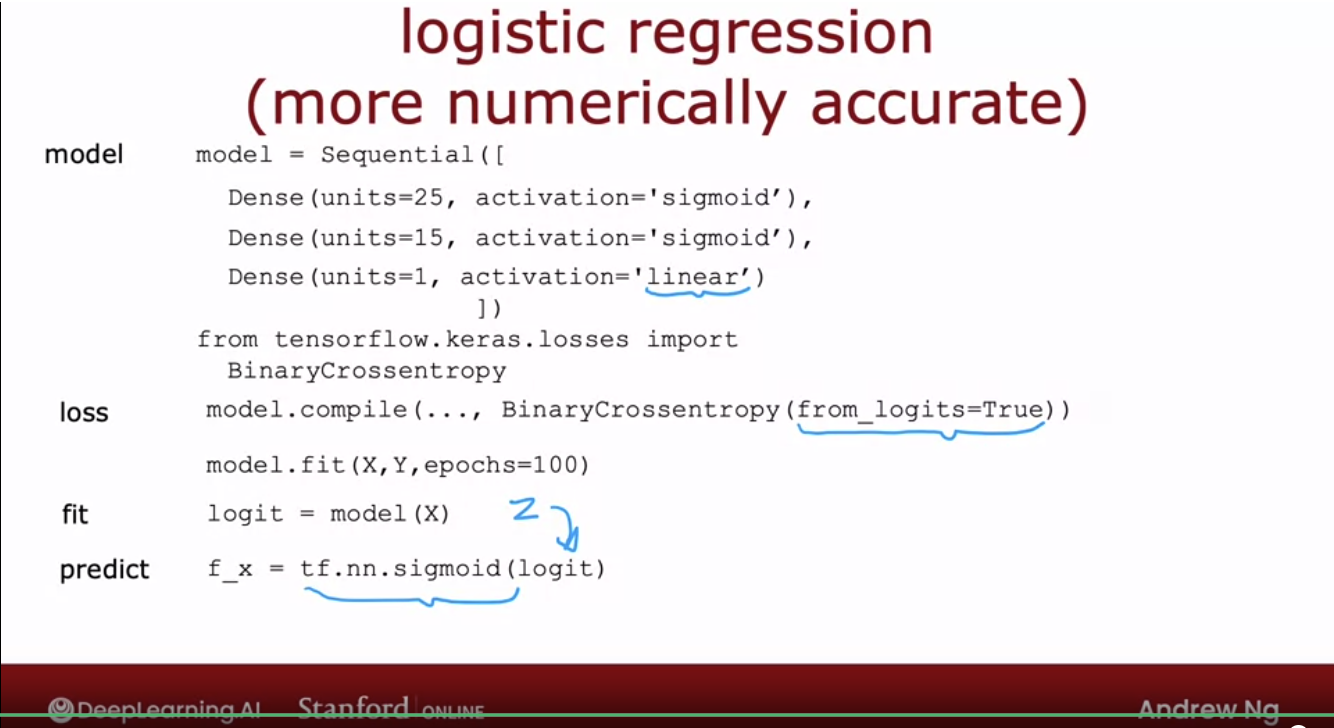 logistic regression
(more numerically accurate)
model model = Sequential([
Dense(units=25, activation='sigmoid’),
Dense(units=15, activation='sigmoid’),
Dense(units=1, activation='linear’)
])
from tensorflow.keras.losses import
BinaryCrossentropy
loss model.compile(..., BinaryCrossentropy(from_logits=True))
model.fit(X,Y,epochs=100)
fit logit = model(X) z
predict f_x = tf.nn.sigmoid(logit)
DeepLearning.AI Stanford ONLINE Andrew Ng